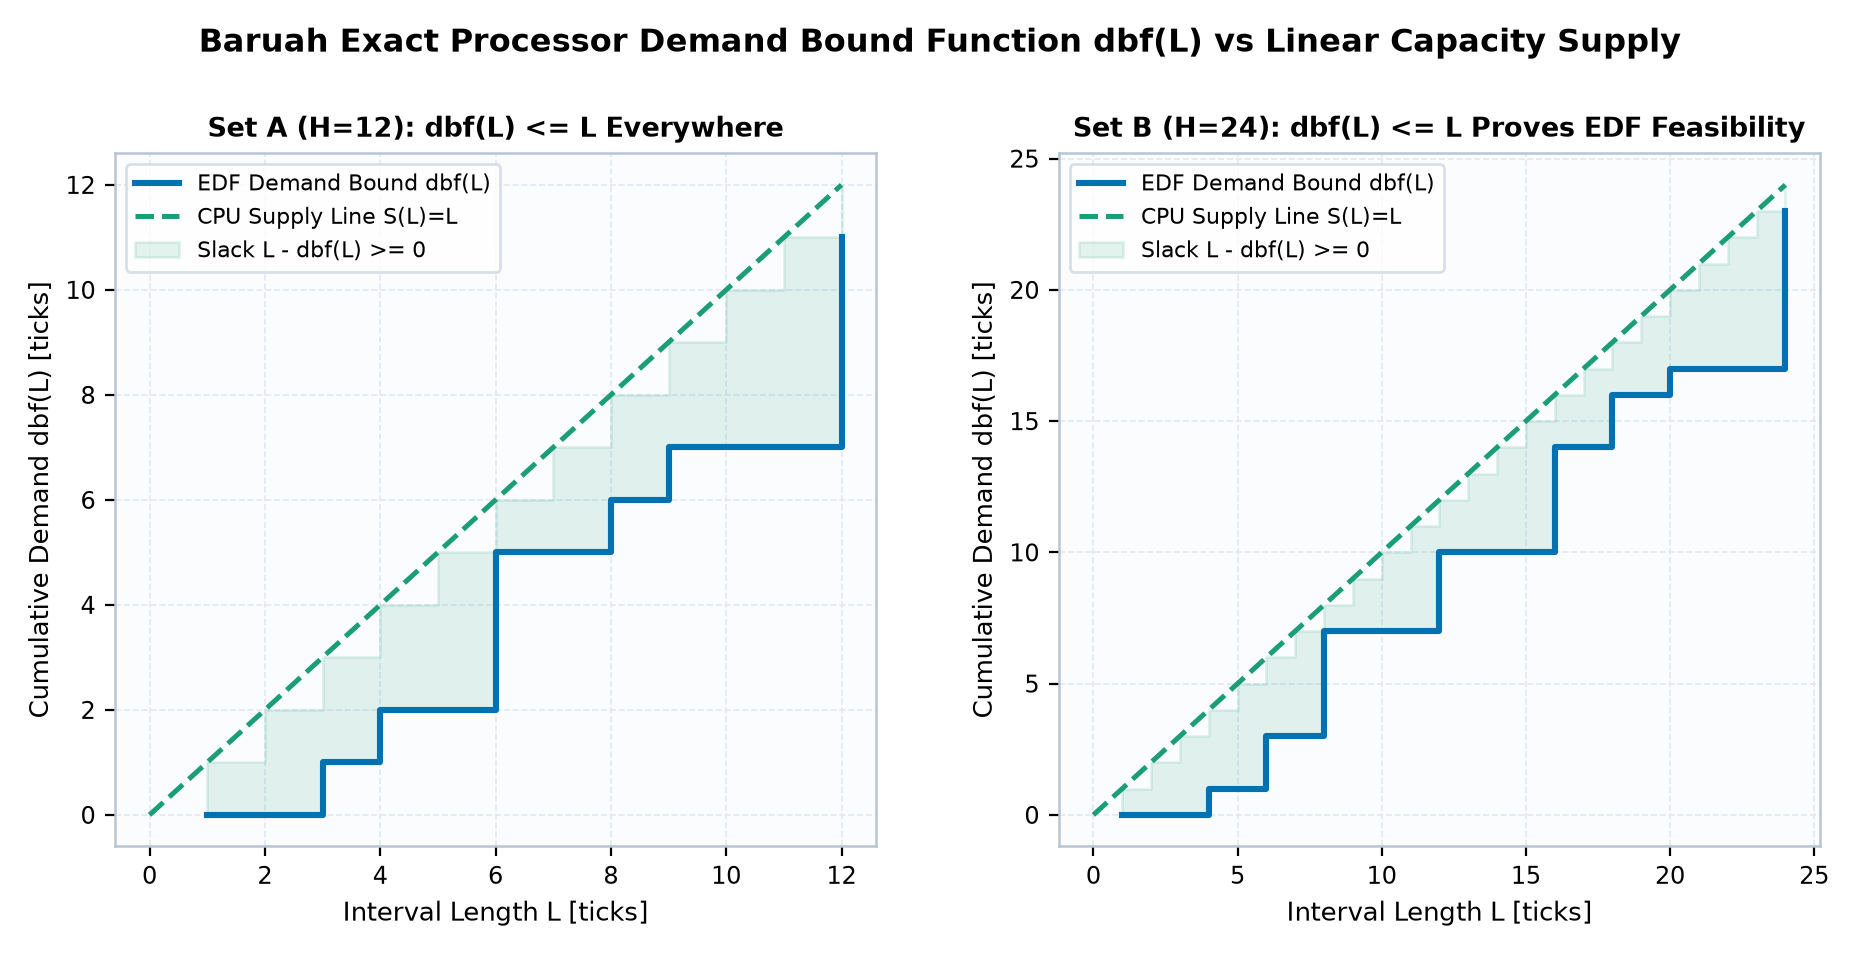 Baruah Exact Processor Demand Bound Function dbf(L) vs Linear Capacity Supply
Set A (H=12): dbf(L) <= L Everywhere
EDF Demand Bound dbf(L)
CPU Supply Line S(L)=L
Slack L - dbf(L) >= 0
Cumulative Demand dbf(L) [ticks]
12
10
8
6
4
2
0
0 2 4 6 8 10 12
Interval Length L [ticks]
Set B (H=24): dbf(L) <= L Proves EDF Feasibility
EDF Demand Bound dbf(L)
CPU Supply Line S(L)=L
Slack L - dbf(L) >= 0
Cumulative Demand dbf(L) [ticks]
25
20
15
10
5
0
0 5 10 15 20 25
Interval Length L [ticks]